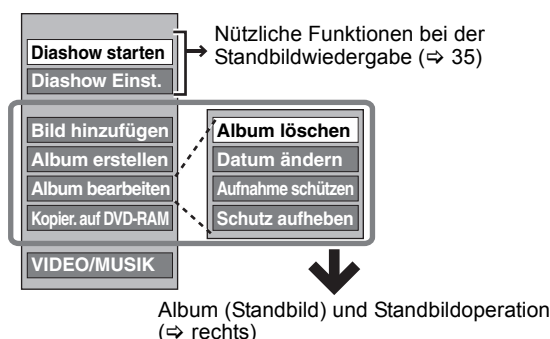 Diashow starten
Diashow Einst.
Nützliche Funktionen bei der
Standbildwiedergabe (⇨ 35)
Bild hinzufügen
Album erstellen
Album bearbeiten
Kopier. auf DVD-RAM
Album löschen
Datum ändern
Aufnahme schützen
Schutz aufheben
VIDEO/MUSIK
Album (Standbild) und Standbildoperation
(⇨ rechts)